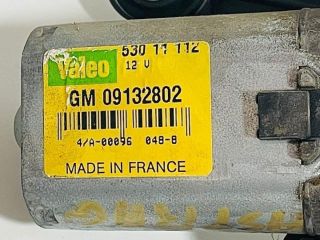 Valeo
530 11 112
12 V
GM 09132802
4/A-00096 048-8
MADE IN FRANCE